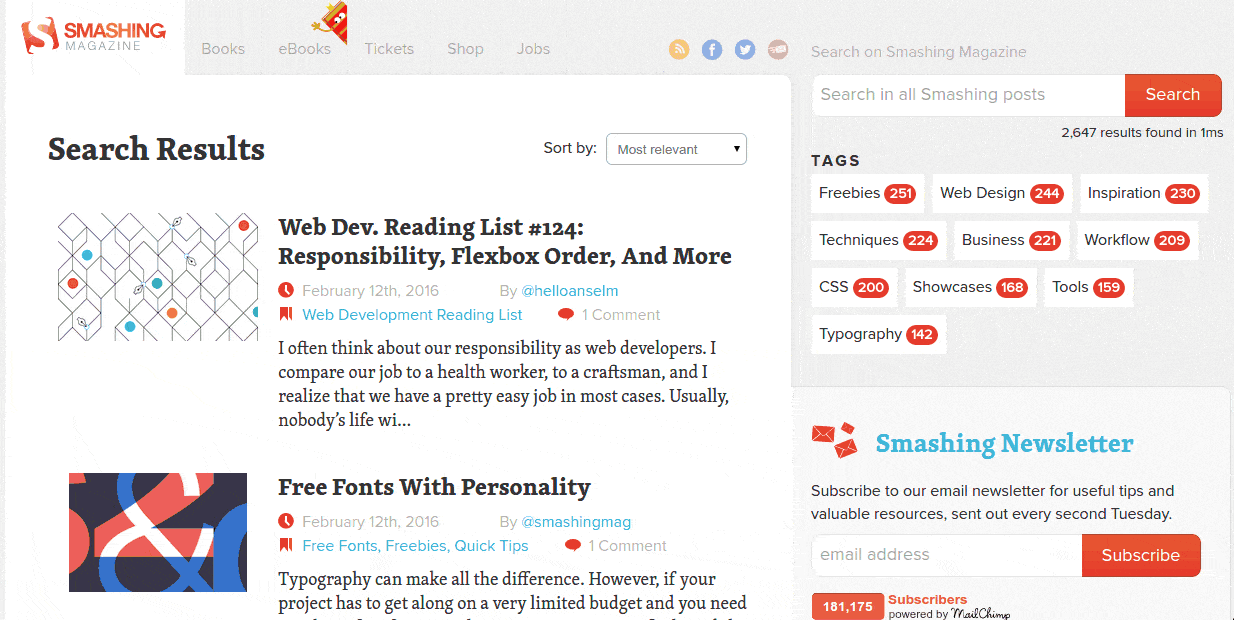 SMASHING
MAGAZINE
Books eBooks Tickets Shop Jobs
Search on Smashing Magazine
Search in all Smashing posts Search
2,647 results found in 1ms
Search Results
Sort by: Most relevant
TAGS
Freebies 251 Web Design 244 Inspiration 230
Techniques 224 Business 221 Workflow 209
CSS 200 Showcases 168 Tools 159
Typography 142
Web Dev. Reading List #124:
Responsibility, Flexbox Order, And More
February 12th, 2016 By @helloanselm
Web Development Reading List 1 Comment
I often think about our responsibility as web developers. I
compare our job to a health worker, to a craftsman, and I
realize that we have a pretty easy job in most cases. Usually,
nobody's life wi...
Free Fonts With Personality
February 12th, 2016 By @smashingmag
Free Fonts, Freebies, Quick Tips 1 Comment
Typography can make all the difference. However, if your
project has to get along on a very limited budget and you need
Smashing Newsletter
Subscribe to our email newsletter for useful tips and
valuable resources, sent out every second Tuesday.
email address Subscribe
181,175 Subscribers
powered by MailChimp